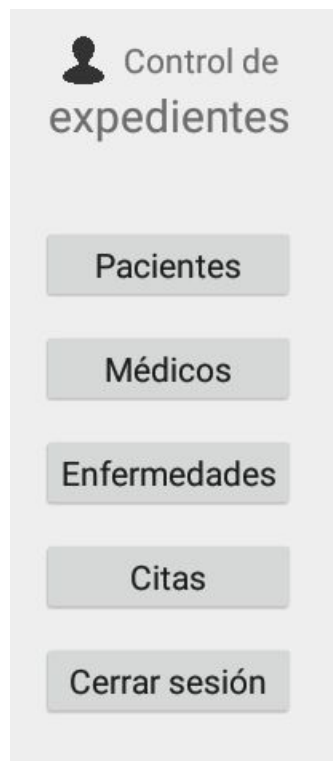 Control de
expedientes
Pacientes
Médicos
Enfermedades
Citas
Cerrar sesión